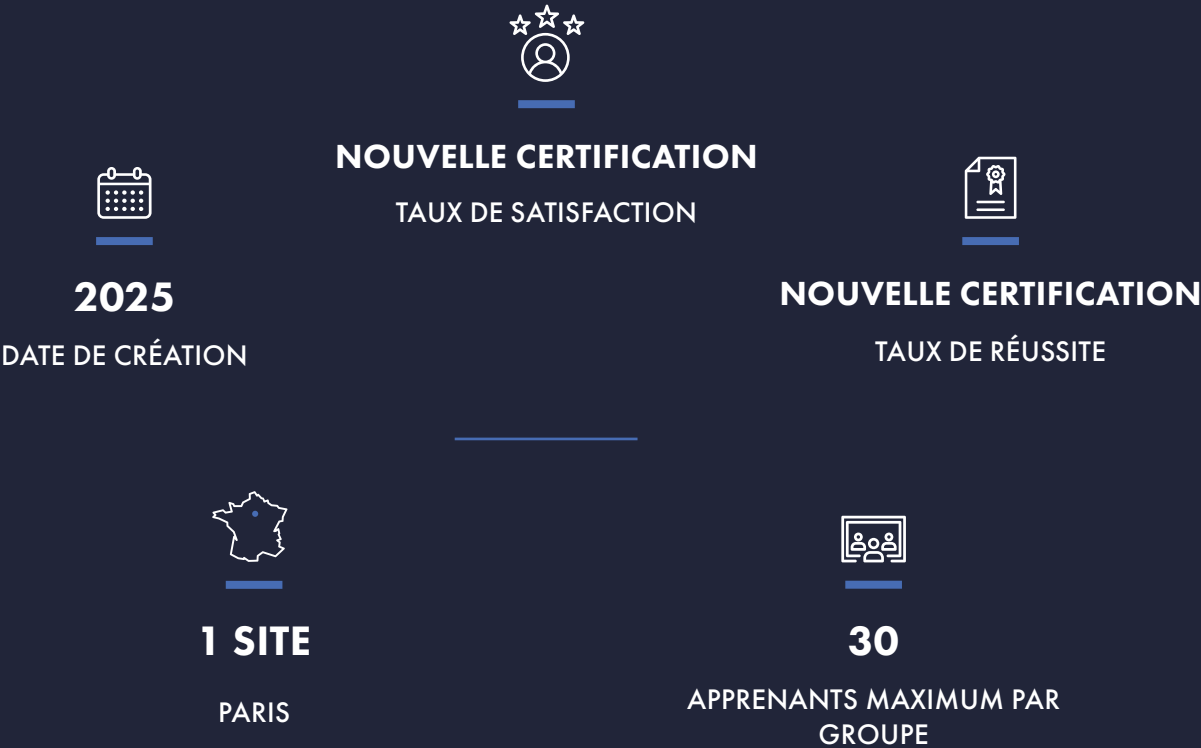 NOUVELLE CERTIFICATION
TAUX DE SATISFACTION
2025
DATE DE CRÉATION
NOUVELLE CERTIFICATION
TAUX DE RÉUSSITE
1 SITE
PARIS
30
APPRENANTS MAXIMUM PAR
GROUPE